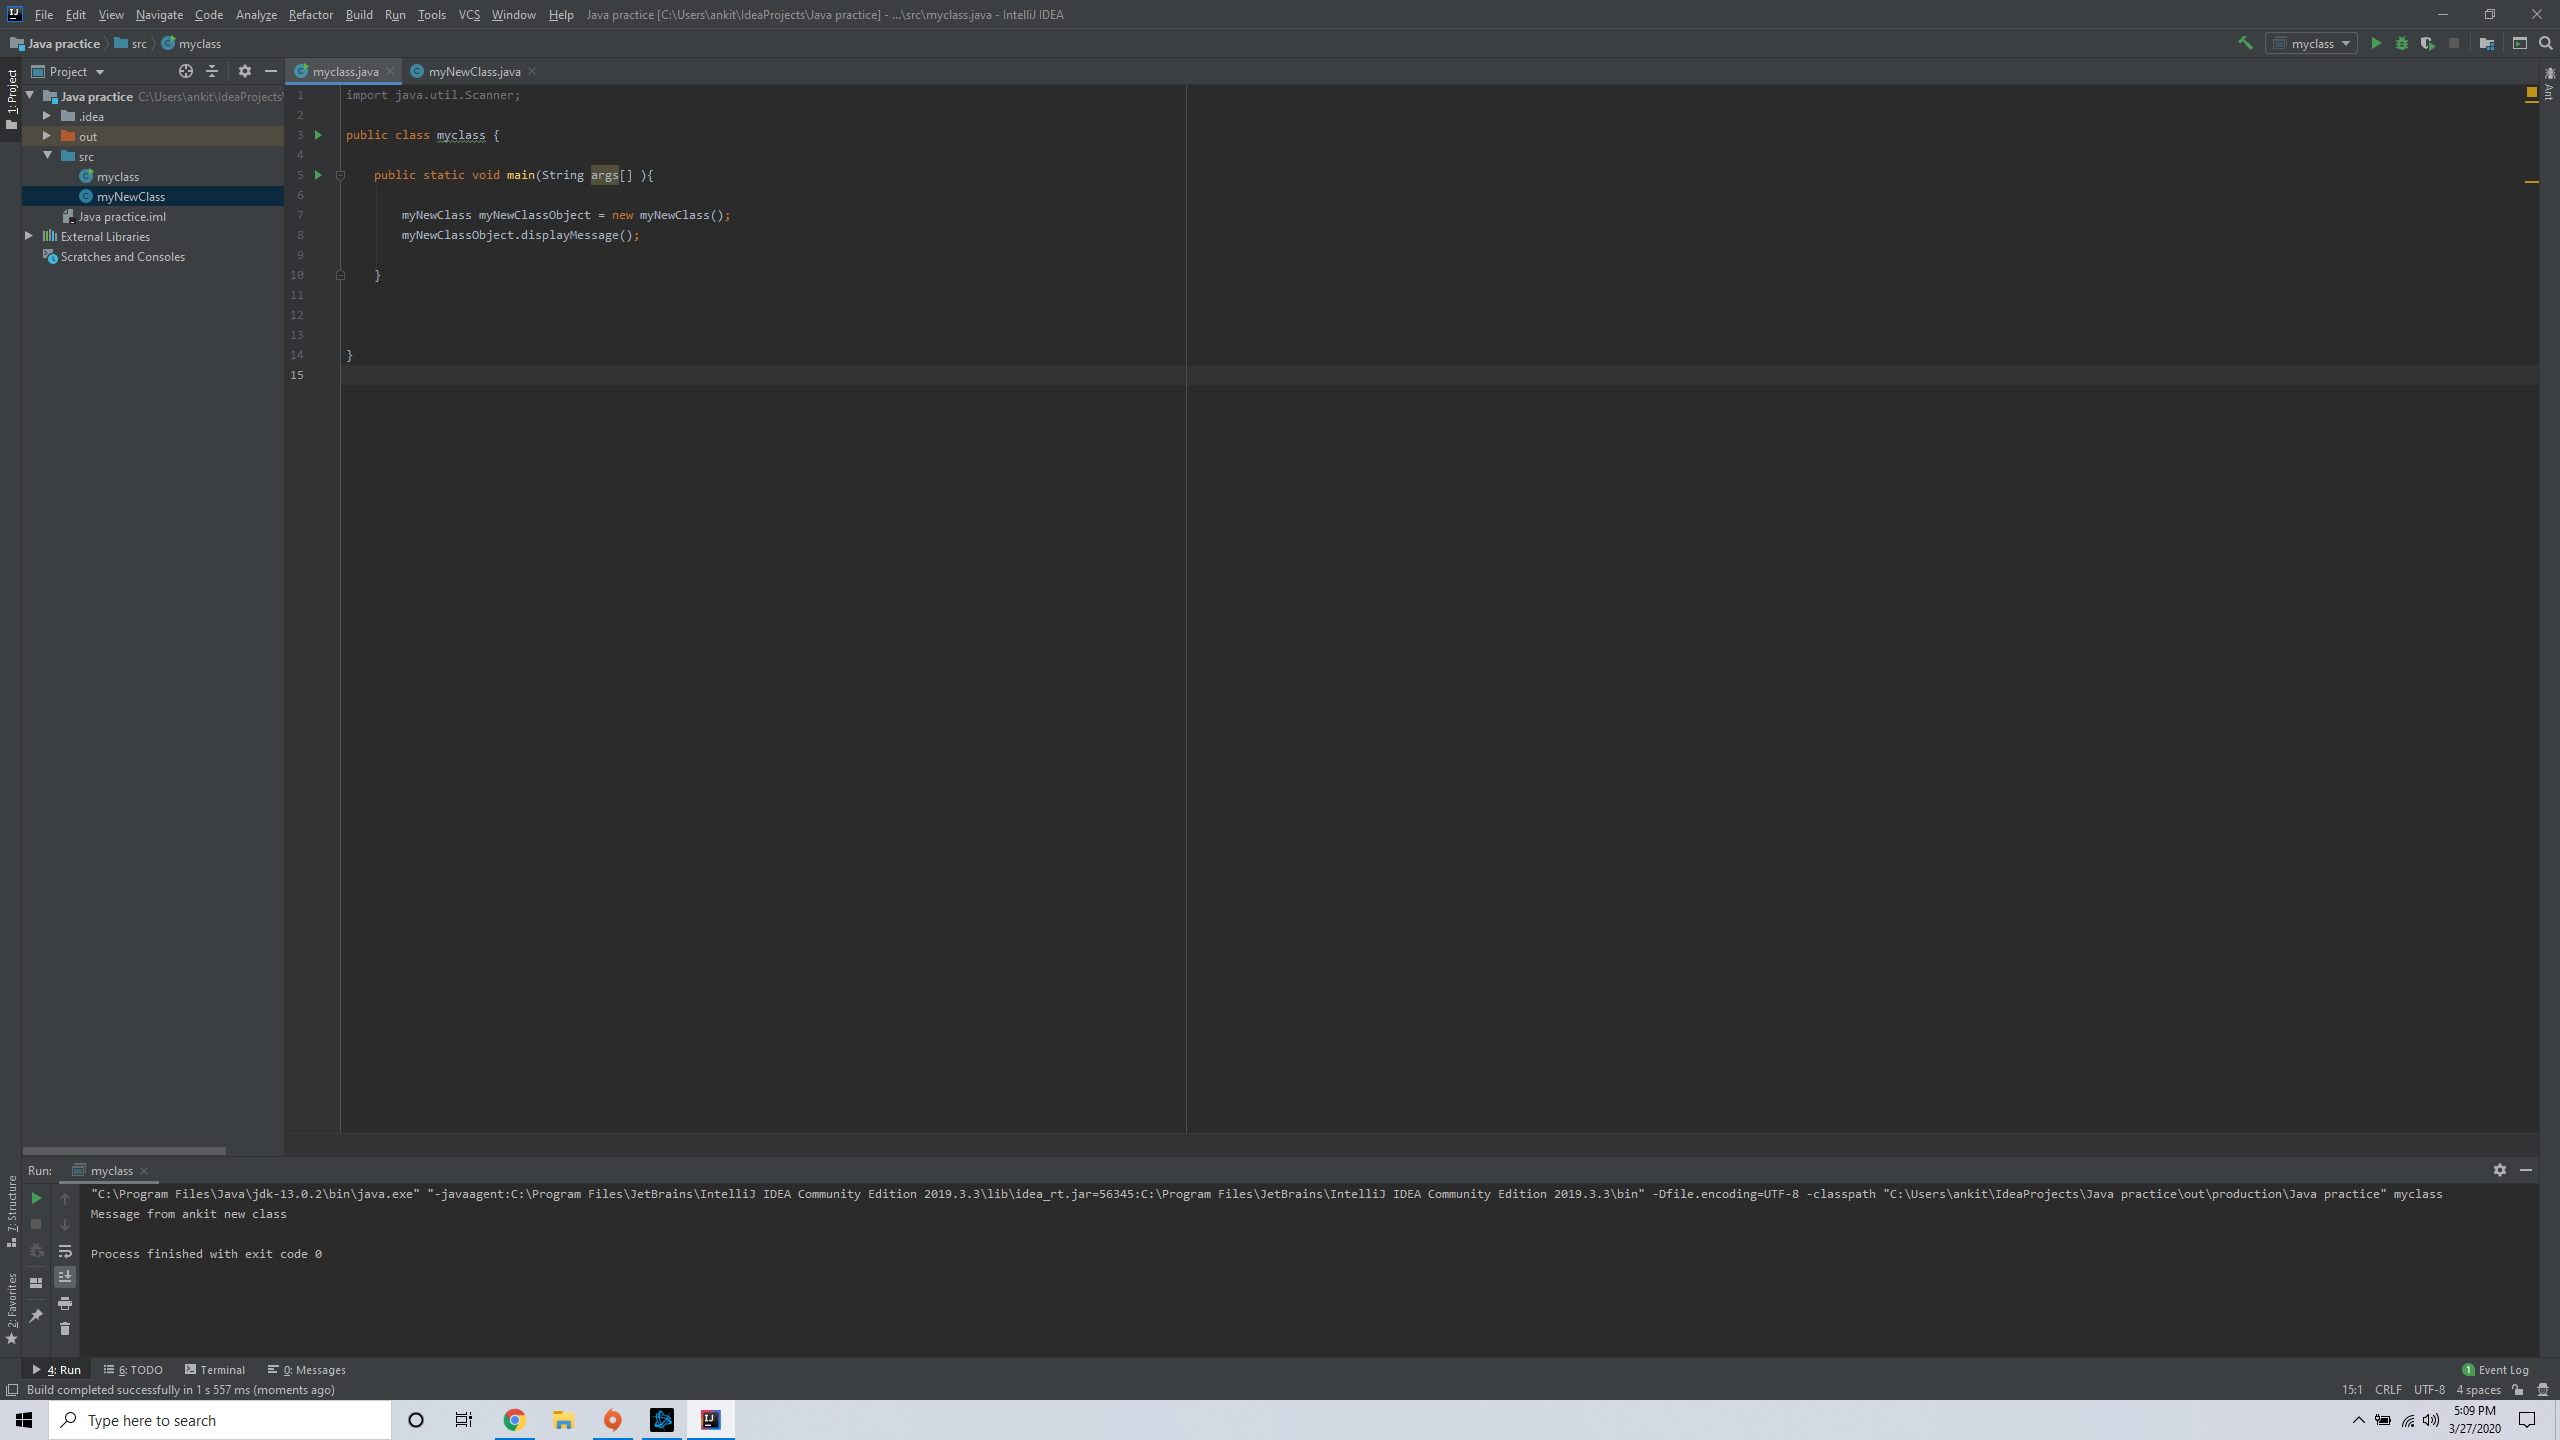 File Edit View Navigate Code Analyze Refactor Build Run Tools VCS Window Help Java practice [C:\Users\ankit\IdeaProjects\Java practice] - ...\src\myclass.java - IntelliJ IDEA
Java practice src myclass
myclass
1: Project
Project
myclass.java
myNewClass.java
Ant
Java practice C:\Users\ankit\IdeaProjects\
.idea
out
src
myclass
myNewClass
Java practice.iml
External Libraries
Scratches and Consoles
1 import java.util.Scanner;
2
3 public class myclass {
4
5 public static void main(String args[] ){
6
7 myNewClass myNewClassObject = new myNewClass();
8 myNewClassObject.displayMessage();
9
10 }
11
12
13
14 }
15
7: Structure
2: Favorites
Run: myclass
"C:\Program Files\Java\jdk-13.0.2\bin\java.exe" "-javaagent:C:\Program Files\JetBrains\IntelliJ IDEA Community Edition 2019.3.3\lib\idea_rt.jar=56345:C:\Program Files\JetBrains\IntelliJ IDEA Community Edition 2019.3.3\bin" -Dfile.encoding=UTF-8 -classpath "C:\Users\ankit\IdeaProjects\Java practice\out\production\Java practice" myclass
Message from ankit new class
Process finished with exit code 0
4: Run 6: TODO Terminal 0: Messages 1 Event Log
Build completed successfully in 1 s 557 ms (moments ago) 15:1 CRLF UTF-8 4 spaces
Type here to search
5:09 PM
3/27/2020